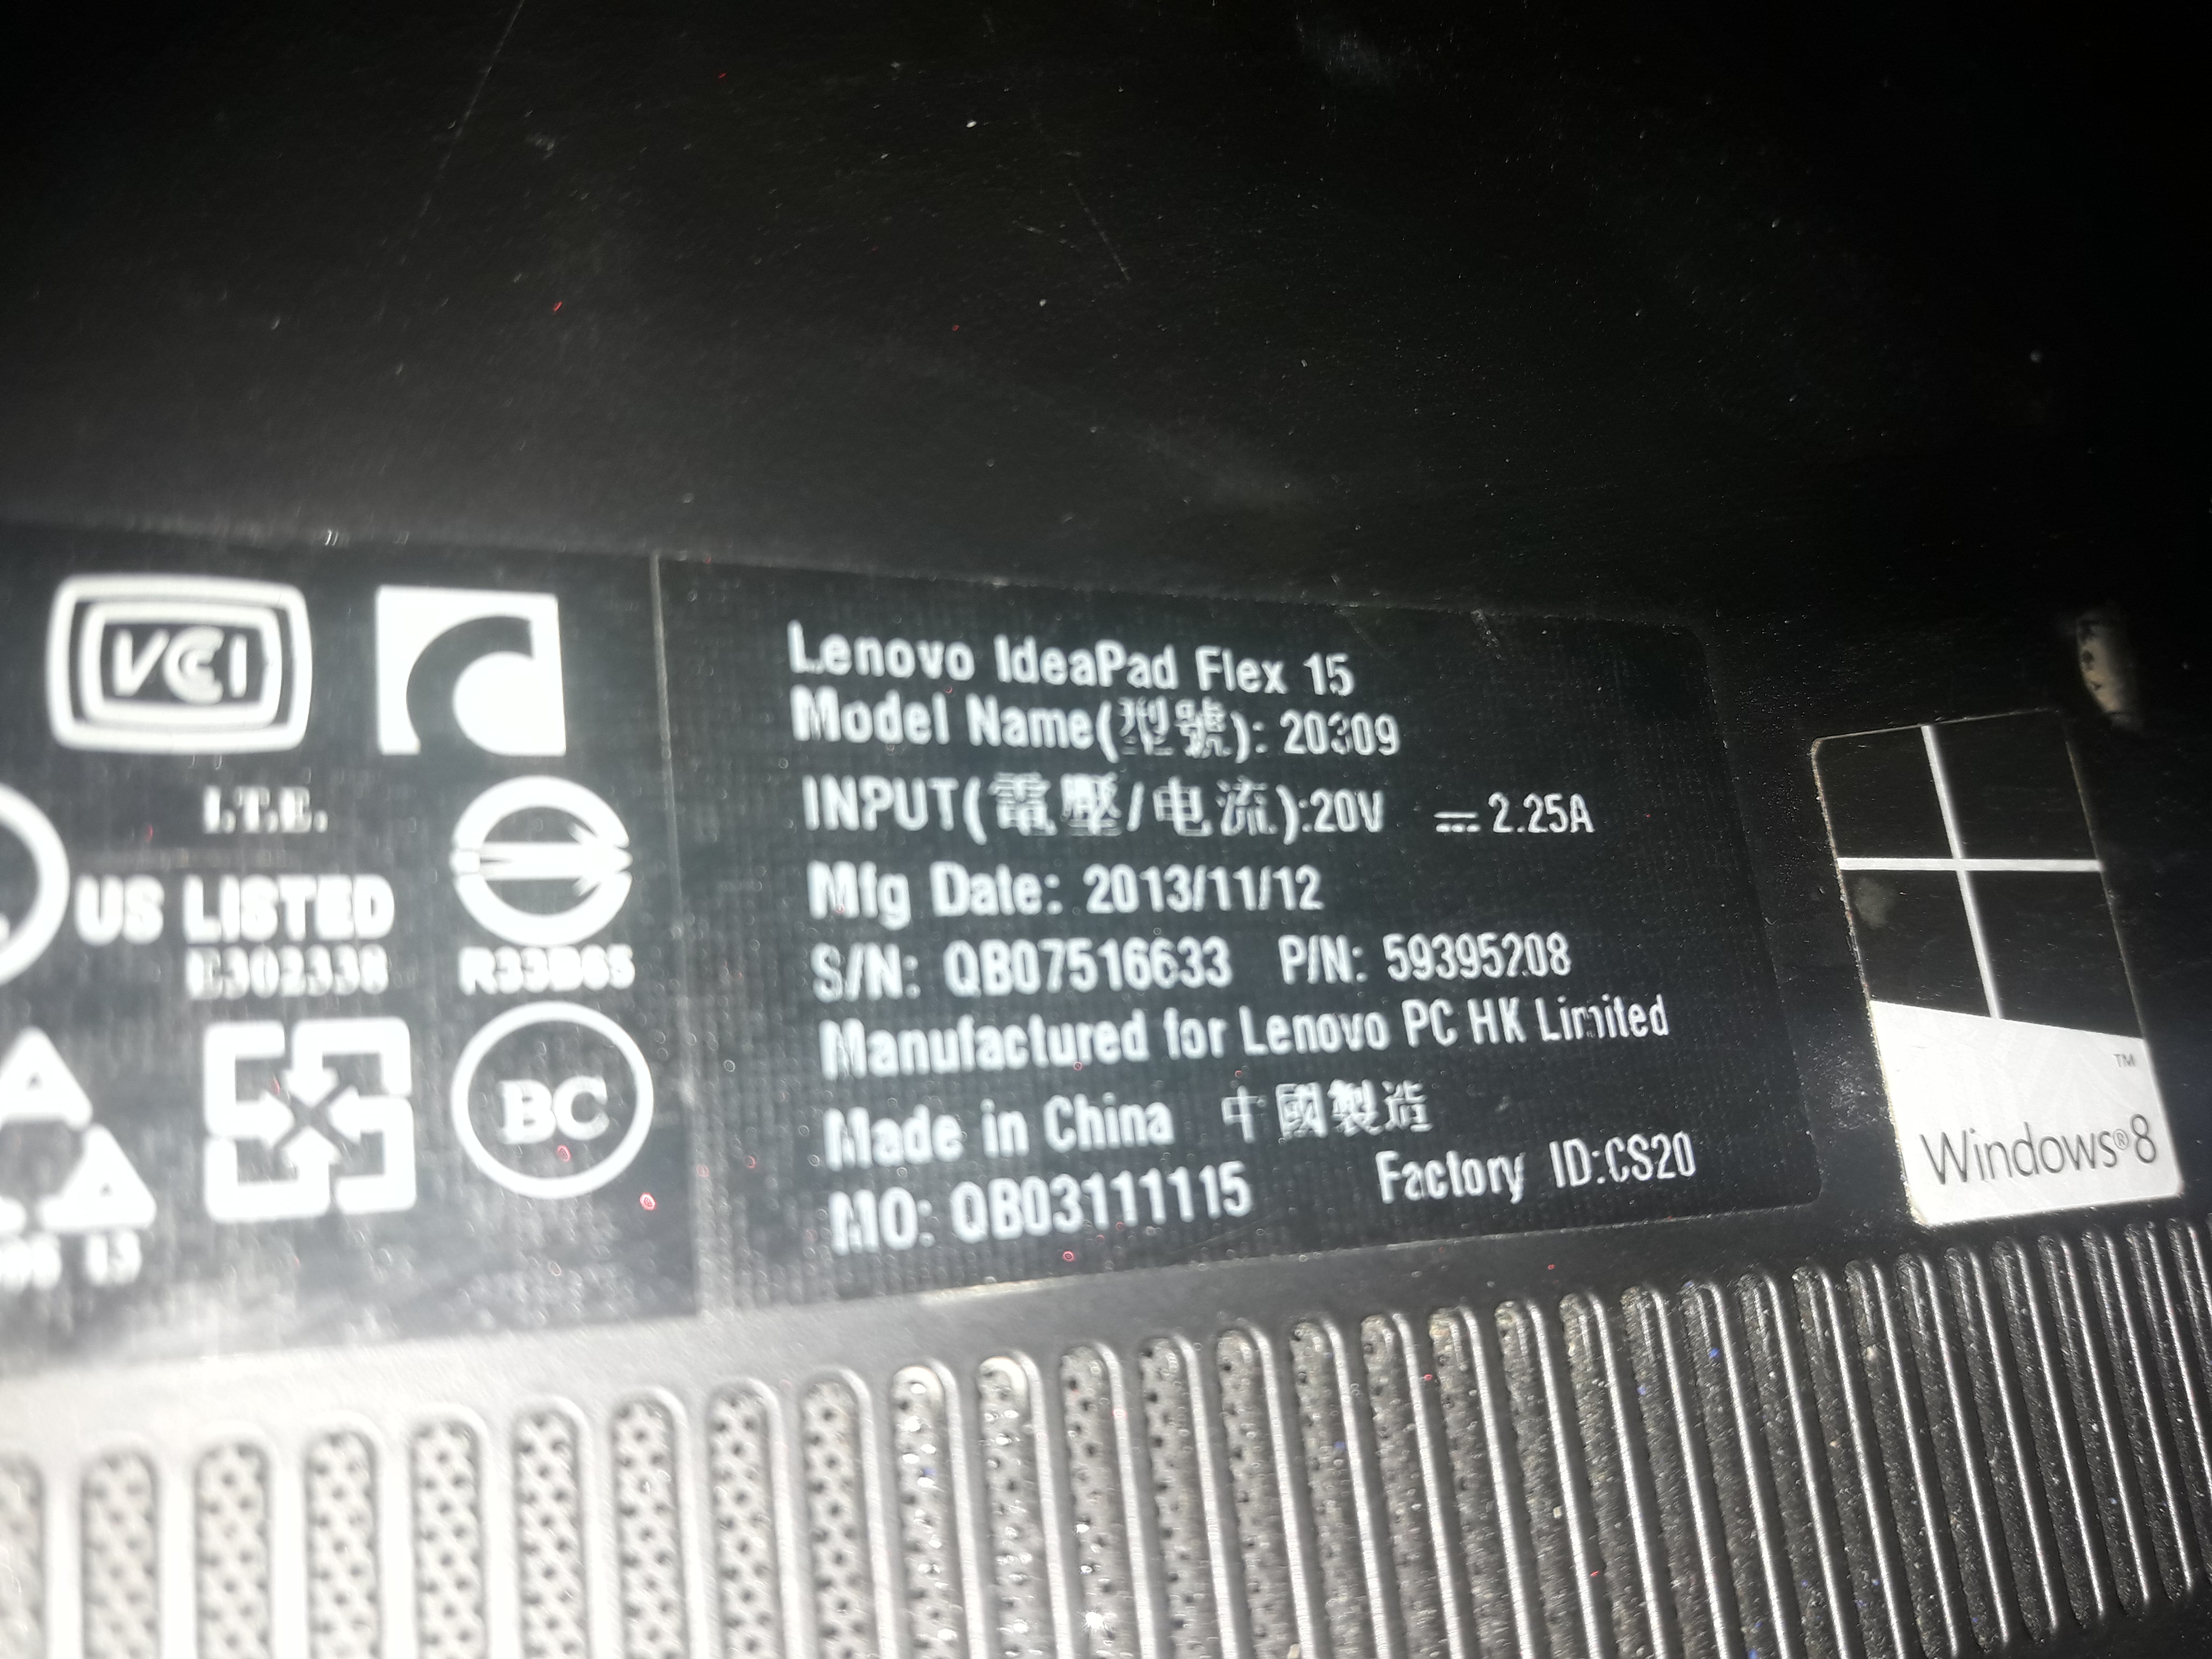 VCI
I.T.E.
US LISTED
R33065
BC
Lenovo IdeaPad Flex 15
Model Name(型號): 20309
INPUT(電壓/电流):20V ⎓ 2.25A
Mfg Date: 2013/11/12
S/N: QB07516633 P/N: 59395208
Manufactured for Lenovo PC HK Limited
Made in China 中國製造
MO: QB03111115 Factory ID:CS20
Windows®8
TM